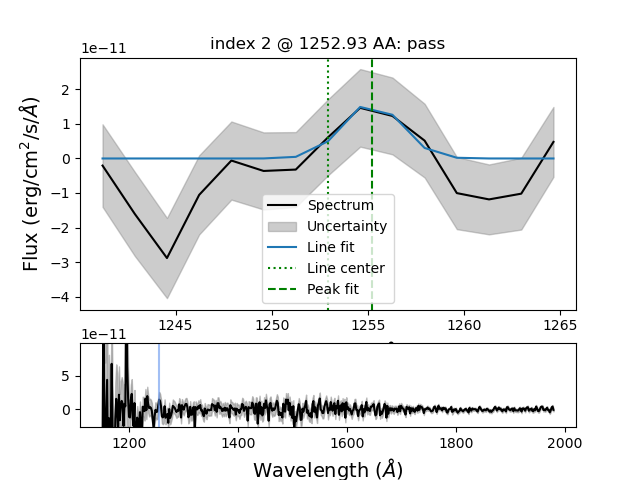 index 2 @ 1252.93 AA: pass
1e−11
2
1
0
−1
−2
−3
−4
Flux (erg/cm²/s/Å)
Spectrum
Uncertainty
Line fit
Line center
Peak fit
1245
1250
1255
1260
1265
1e−11
5
0
1200
1400
1600
1800
2000
Wavelength (Å)